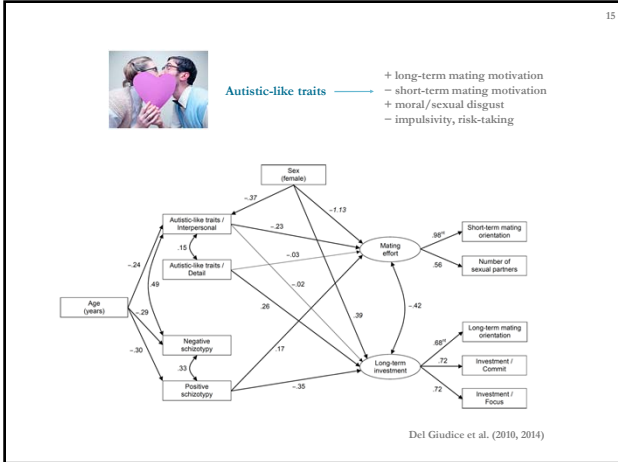 15
Autistic-like traits
+ long-term mating motivation
− short-term mating motivation
+ moral/sexual disgust
− impulsivity, risk-taking
Sex
(female)
-.37
-1.13
Autistic-like traits /
Interpersonal
-.23
Short-term mating
orientation
.98ʳᵈ
Mating
effort
.15
-.03
Autistic-like traits /
Detail
.56
Number of
sexual partners
-.24
.49
-.02
.26
Age
(years)
-.29
.39
-.42
-.30
Negative
schizotypy
.17
Long-term mating
orientation
.68ʳᵈ
.33
Long-term
investment
.72
Investment /
Commit
Positive
schizotypy
-.35
.72
Investment /
Focus
Del Giudice et al. (2010, 2014)